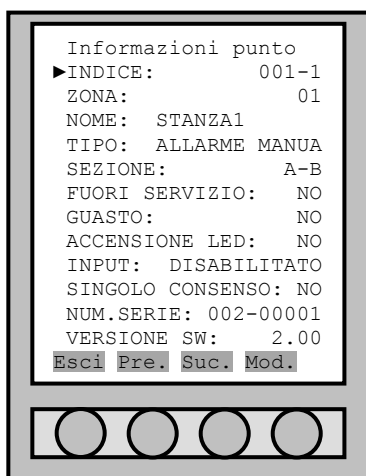 Informazioni punto
►INDICE: 001-1
ZONA: 01
NOME: STANZA1
TIPO: ALLARME MANUA
SEZIONE: A-B
FUORI SERVIZIO: NO
GUASTO: NO
ACCENSIONE LED: NO
INPUT: DISABILITATO
SINGOLO CONSENSO: NO
NUM.SERIE: 002-00001
VERSIONE SW: 2.00
Esci Pre. Suc. Mod.